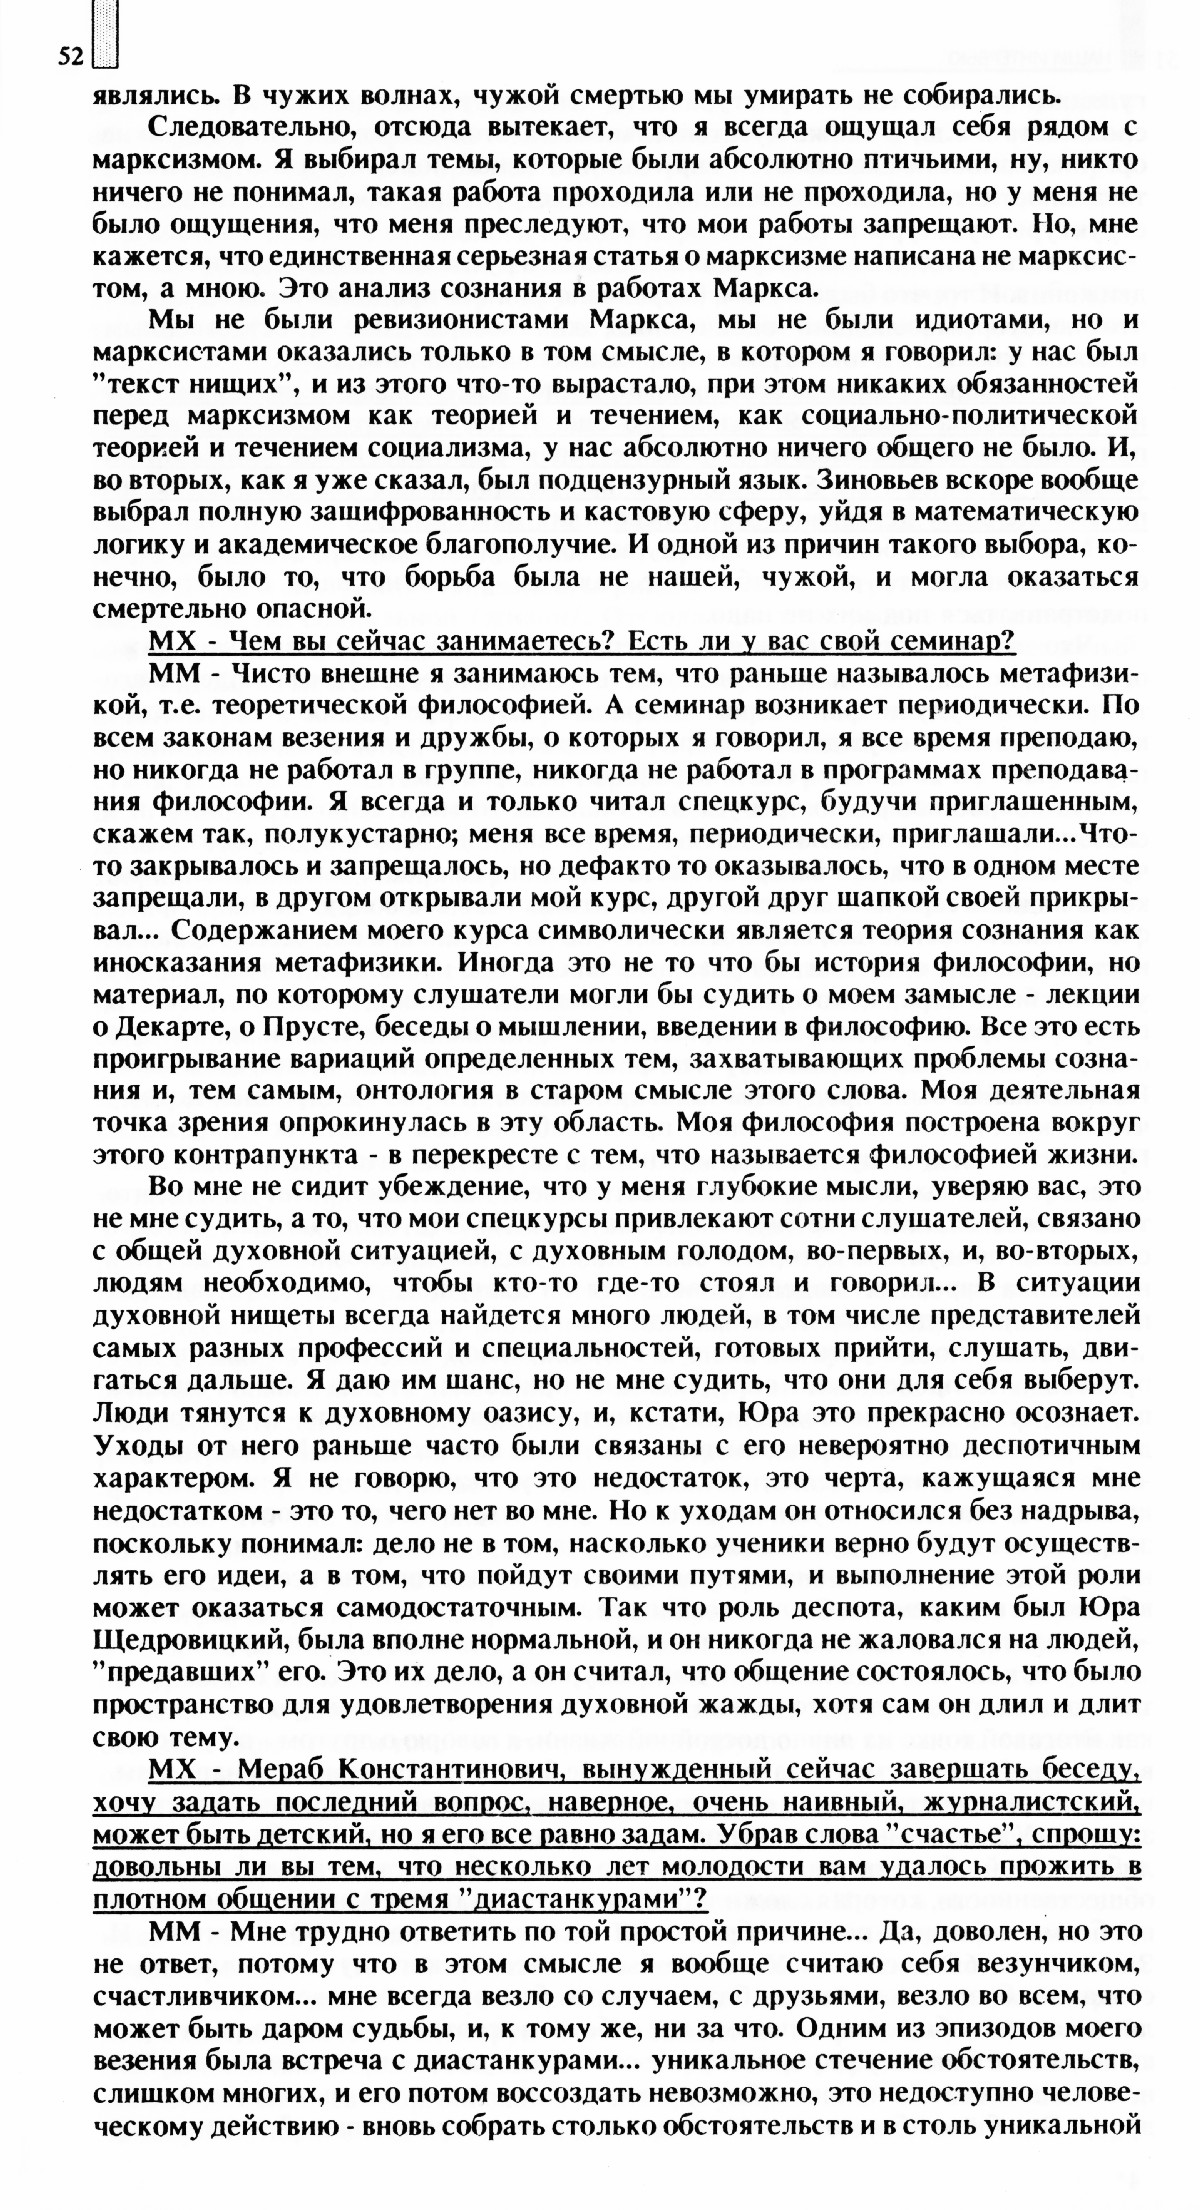 52
являлись. В чужих волнах, чужой смертью мы умирать не собирались.
Следовательно, отсюда вытекает, что я всегда ощущал себя рядом с
марксизмом. Я выбирал темы, которые были абсолютно птичьими, ну, никто
ничего не понимал, такая работа проходила или не проходила, но у меня не
было ощущения, что меня преследуют, что мои работы запрещают. Но, мне
кажется, что единственная серьезная статья о марксизме написана не марксис-
том, а мною. Это анализ сознания в работах Маркса.
Мы не были ревизионистами Маркса, мы не были идиотами, но и
марксистами оказались только в том смысле, в котором я говорил: у нас был
"текст нищих", и из этого что-то вырастало, при этом никаких обязанностей
перед марксизмом как теорией и течением, как социально-политической
теорией и течением социализма, у нас абсолютно ничего общего не было. И,
во вторых, как я уже сказал, был подцензурный язык. Зиновьев вскоре вообще
выбрал полную зашифрованность и кастовую сферу, уйдя в математическую
логику и академическое благополучие. И одной из причин такого выбора, ко-
нечно, было то, что борьба была не нашей, чужой, и могла оказаться
смертельно опасной.
МХ - Чем вы сейчас занимаетесь? Есть ли у вас свой семинар?
ММ - Чисто внешне я занимаюсь тем, что раньше называлось метафизи-
кой, т.е. теоретической философией. А семинар возникает периодически. По
всем законам везения и дружбы, о которых я говорил, я все время преподаю,
но никогда не работал в группе, никогда не работал в программах преподава-
ния философии. Я всегда и только читал спецкурс, будучи приглашенным,
скажем так, полукустарно; меня все время, периодически, приглашали...Что-
то закрывалось и запрещалось, но дефакто то оказывалось, что в одном месте
запрещали, в другом открывали мой курс, другой друг шапкой своей прикры-
вал... Содержанием моего курса символически является теория сознания как
иносказания метафизики. Иногда это не то что бы история философии, но
материал, по которому слушатели могли бы судить о моем замысле - лекции
о Декарте, о Прусте, беседы о мышлении, введении в философию. Все это есть
проигрывание вариаций определенных тем, захватывающих проблемы созна-
ния и, тем самым, онтология в старом смысле этого слова. Моя деятельная
точка зрения опрокинулась в эту область. Моя философия построена вокруг
этого контрапункта - в перекресте с тем, что называется философией жизни.
Во мне не сидит убеждение, что у меня глубокие мысли, уверяю вас, это
не мне судить, а то, что мои спецкурсы привлекают сотни слушателей, связано
с общей духовной ситуацией, с духовным голодом, во-первых, и, во-вторых,
людям необходимо, чтобы кто-то где-то стоял и говорил... В ситуации
духовной нищеты всегда найдется много людей, в том числе представителей
самых разных профессий и специальностей, готовых прийти, слушать, дви-
гаться дальше. Я даю им шанс, но не мне судить, что они для себя выберут.
Люди тянутся к духовному оазису, и, кстати, Юра это прекрасно осознает.
Уходы от него раньше часто были связаны с его невероятно деспотичным
характером. Я не говорю, что это недостаток, это черта, кажущаяся мне
недостатком - это то, чего нет во мне. Но к уходам он относился без надрыва,
поскольку понимал: дело не в том, насколько ученики верно будут осуществ-
лять его идеи, а в том, что пойдут своими путями, и выполнение этой роли
может оказаться самодостаточным. Так что роль деспота, каким был Юра
Щедровицкий, была вполне нормальной, и он никогда не жаловался на людей,
"предавших" его. Это их дело, а он считал, что общение состоялось, что было
пространство для удовлетворения духовной жажды, хотя сам он длил и длит
свою тему.
МХ - Мераб Константинович, вынужденный сейчас завершать беседу,
хочу задать последний вопрос, наверное, очень наивный, журналистский,
может быть детский, но я его все равно задам. Убрав слова "счастье", спрошу:
довольны ли вы тем, что несколько лет молодости вам удалось прожить в
плотном общении с тремя "диастанкурами"?
ММ - Мне трудно ответить по той простой причине... Да, доволен, но это
не ответ, потому что в этом смысле я вообще считаю себя везунчиком,
счастливчиком... мне всегда везло со случаем, с друзьями, везло во всем, что
может быть даром судьбы, и, к тому же, ни за что. Одним из эпизодов моего
везения была встреча с диастанкурами... уникальное стечение обстоятельств,
слишком многих, и его потом воссоздать невозможно, это недоступно челове-
ческому действию - вновь собрать столько обстоятельств и в столь уникальной